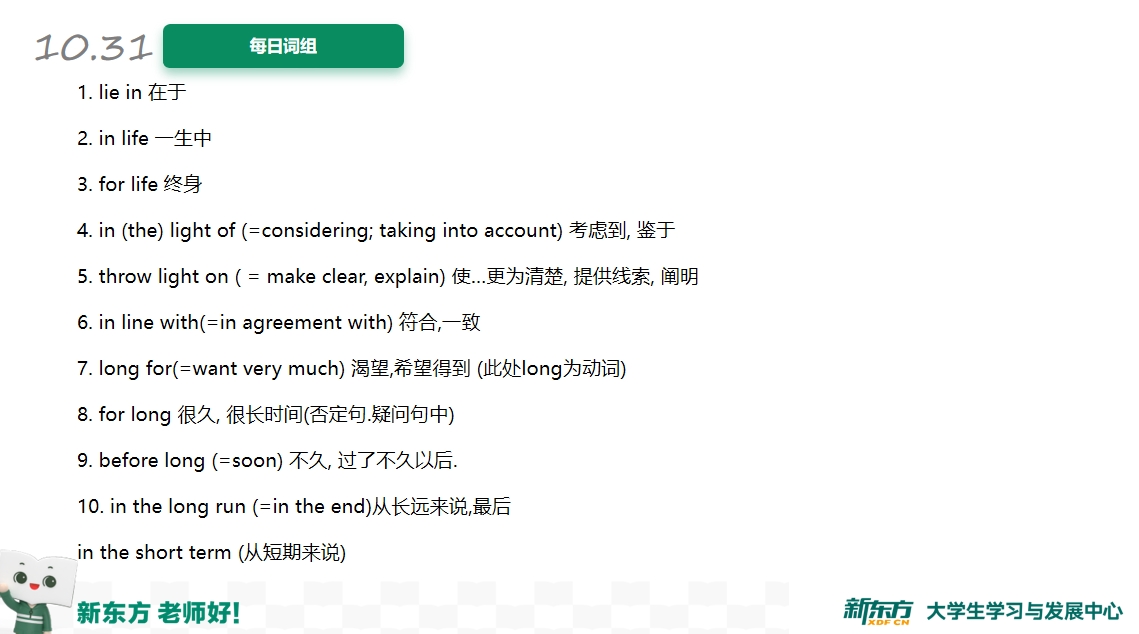 10.31
每日词组
1. lie in 在于
2. in life 一生中
3. for life 终身
4. in (the) light of (=considering; taking into account) 考虑到, 鉴于
5. throw light on ( = make clear, explain) 使...更为清楚, 提供线索, 阐明
6. in line with(=in agreement with) 符合,一致
7. long for(=want very much) 渴望,希望得到 (此处long为动词)
8. for long 很久, 很长时间(否定句.疑问句中)
9. before long (=soon) 不久, 过了不久以后.
10. in the long run (=in the end)从长远来说,最后
in the short term (从短期来说)
新东方 老师好!
新东方 XDF.CN 大学生学习与发展中心